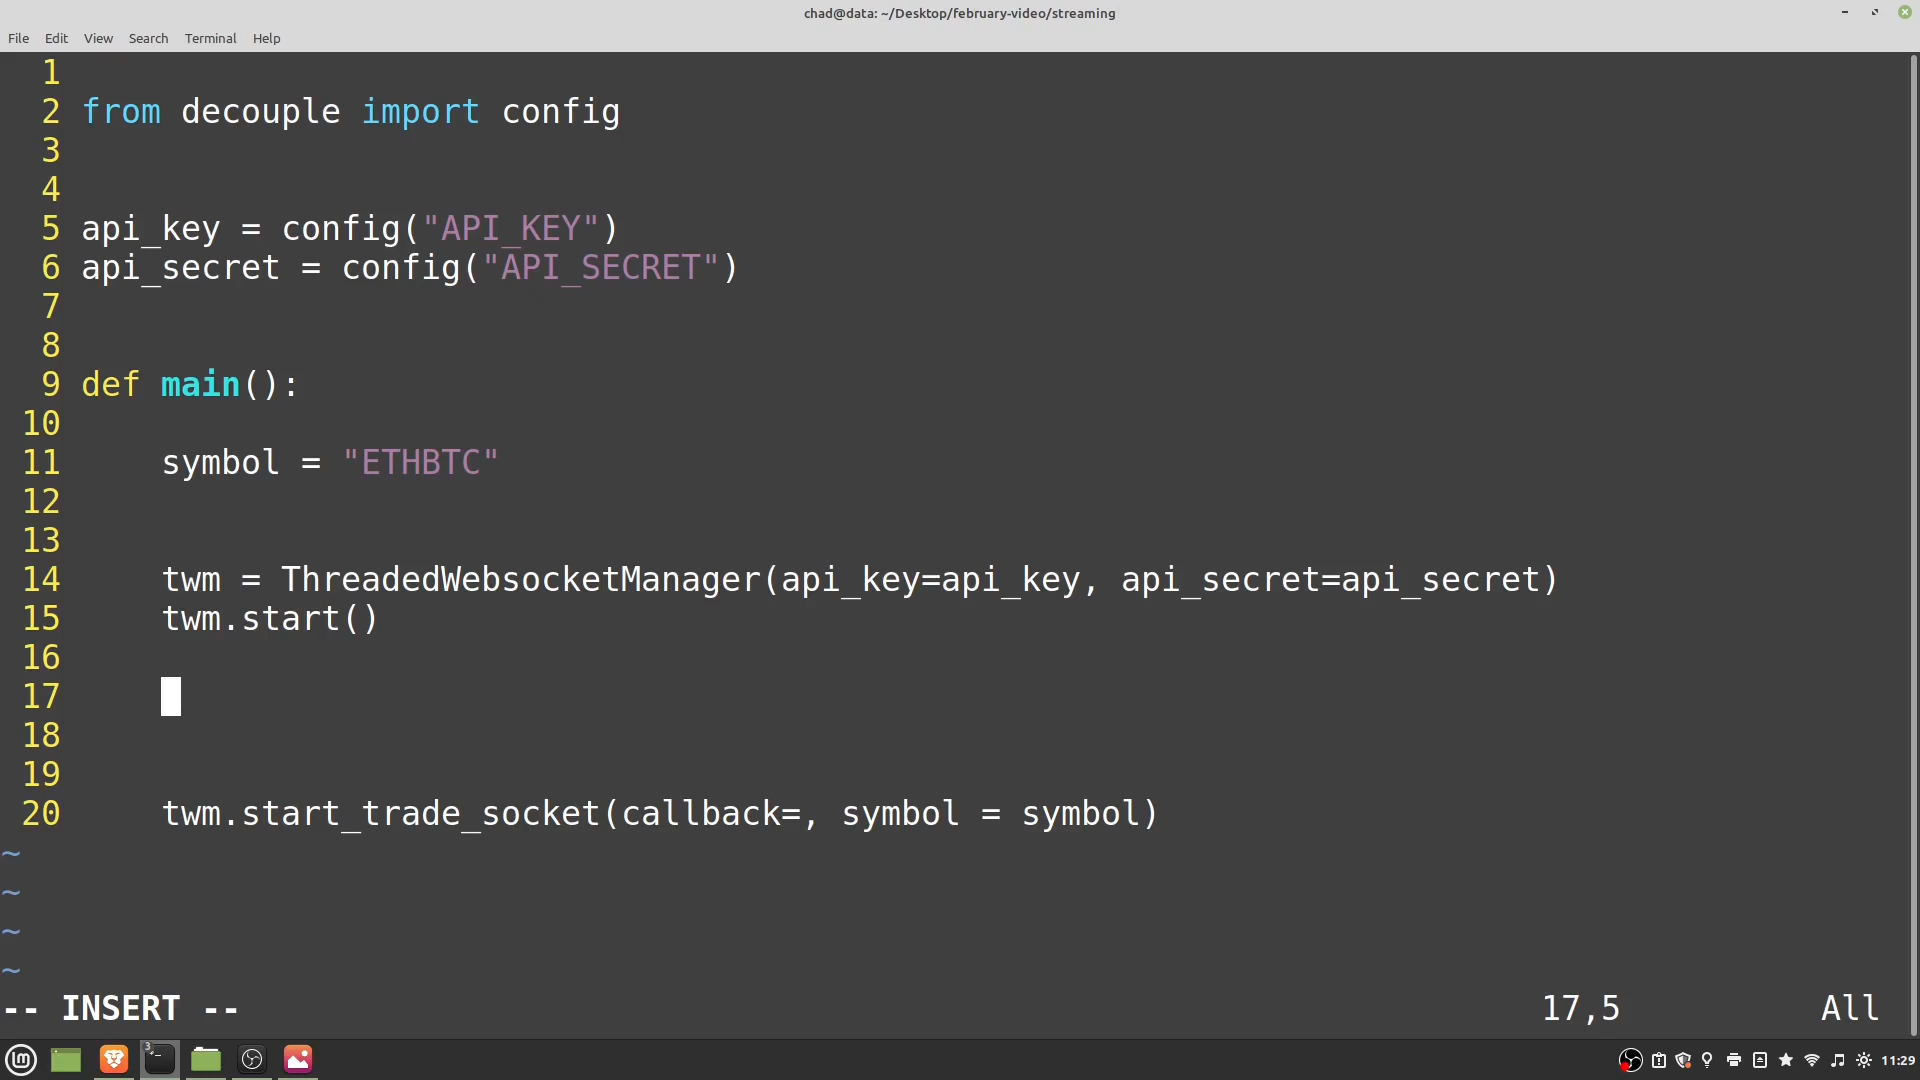 chad@data: ~/Desktop/february-video/streaming
File Edit View Search Terminal Help
1
2 from decouple import config
3
4
5 api_key = config("API_KEY")
6 api_secret = config("API_SECRET")
7
8
9 def main():
10
11 symbol = "ETHBTC"
12
13
14 twm = ThreadedWebsocketManager(api_key=api_key, api_secret=api_secret)
15 twm.start()
16
17
18
19
20 twm.start_trade_socket(callback=, symbol = symbol)
~
~
~
~
-- INSERT -- 17,5 All
3 11:29